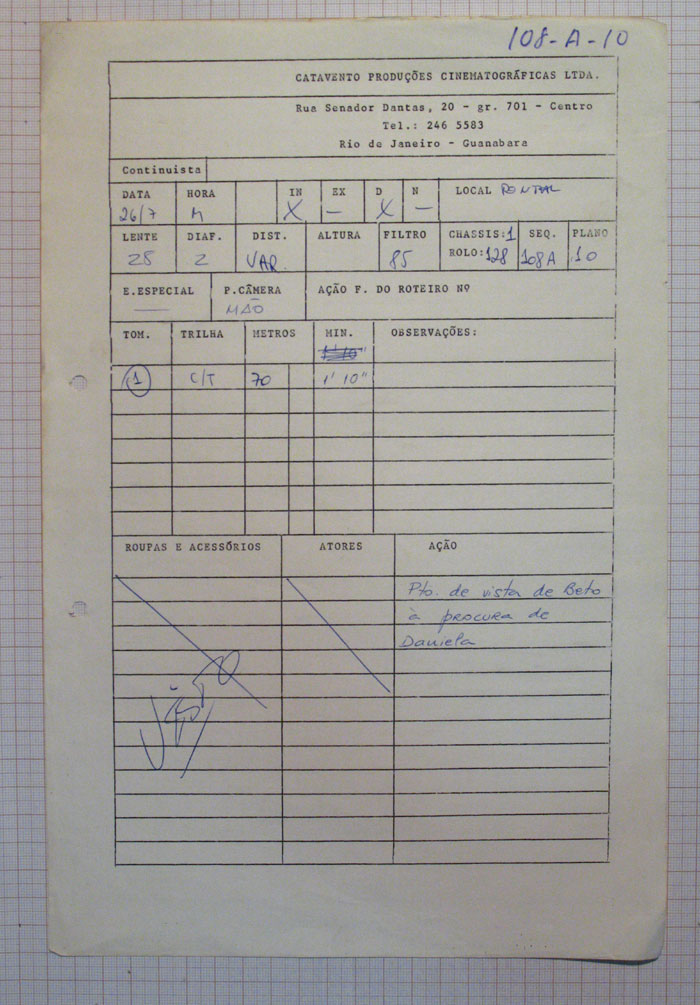 108-A-10
CATAVENTO PRODUÇÕES CINEMATOGRÁFICAS LTDA.
Rua Senador Dantas, 20 - gr. 701 - Centro
Tel.: 246 5583
Rio de Janeiro - Guanabara
Continuista
DATA HORA IN EX D N LOCAL PONTAL
26/7 M X — X —
LENTE DIAF. DIST. ALTURA FILTRO CHASSIS: 1 SEQ. PLANO
28 2 VAR. 85 ROLO: 128 108A 10
E.ESPECIAL P.CÂMERA AÇÃO F. DO ROTEIRO Nº
— MÃO
TOM. TRILHA METROS MIN. OBSERVAÇÕES:
1 C/T 70 1' 10"
ROUPAS E ACESSÓRIOS ATORES AÇÃO
Pto. de vista de Beto
à procura de
Daniela
Visto